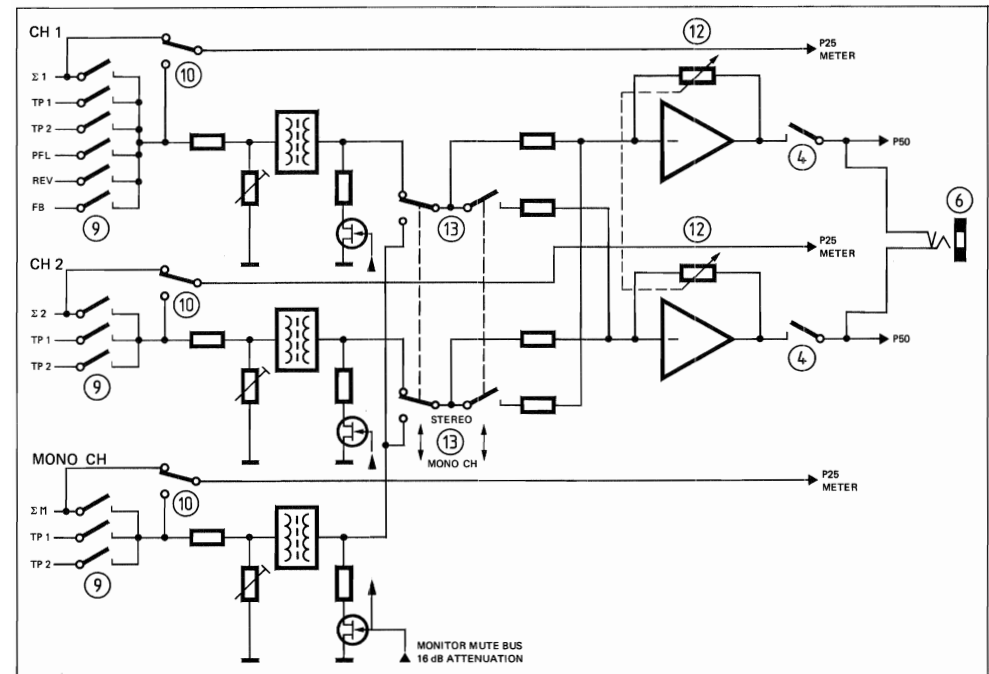 CH 1
Σ 1
TP 1
TP 2
PFL
REV
FB
9
10
12
P25
METER
13
4
P50
6
CH 2
Σ 2
TP 1
TP 2
9
10
12
P25
METER
4
P50
STEREO
13
MONO CH
MONO CH
Σ M
TP 1
TP 2
9
10
P25
METER
MONITOR MUTE BUS
16 dB ATTENUATION